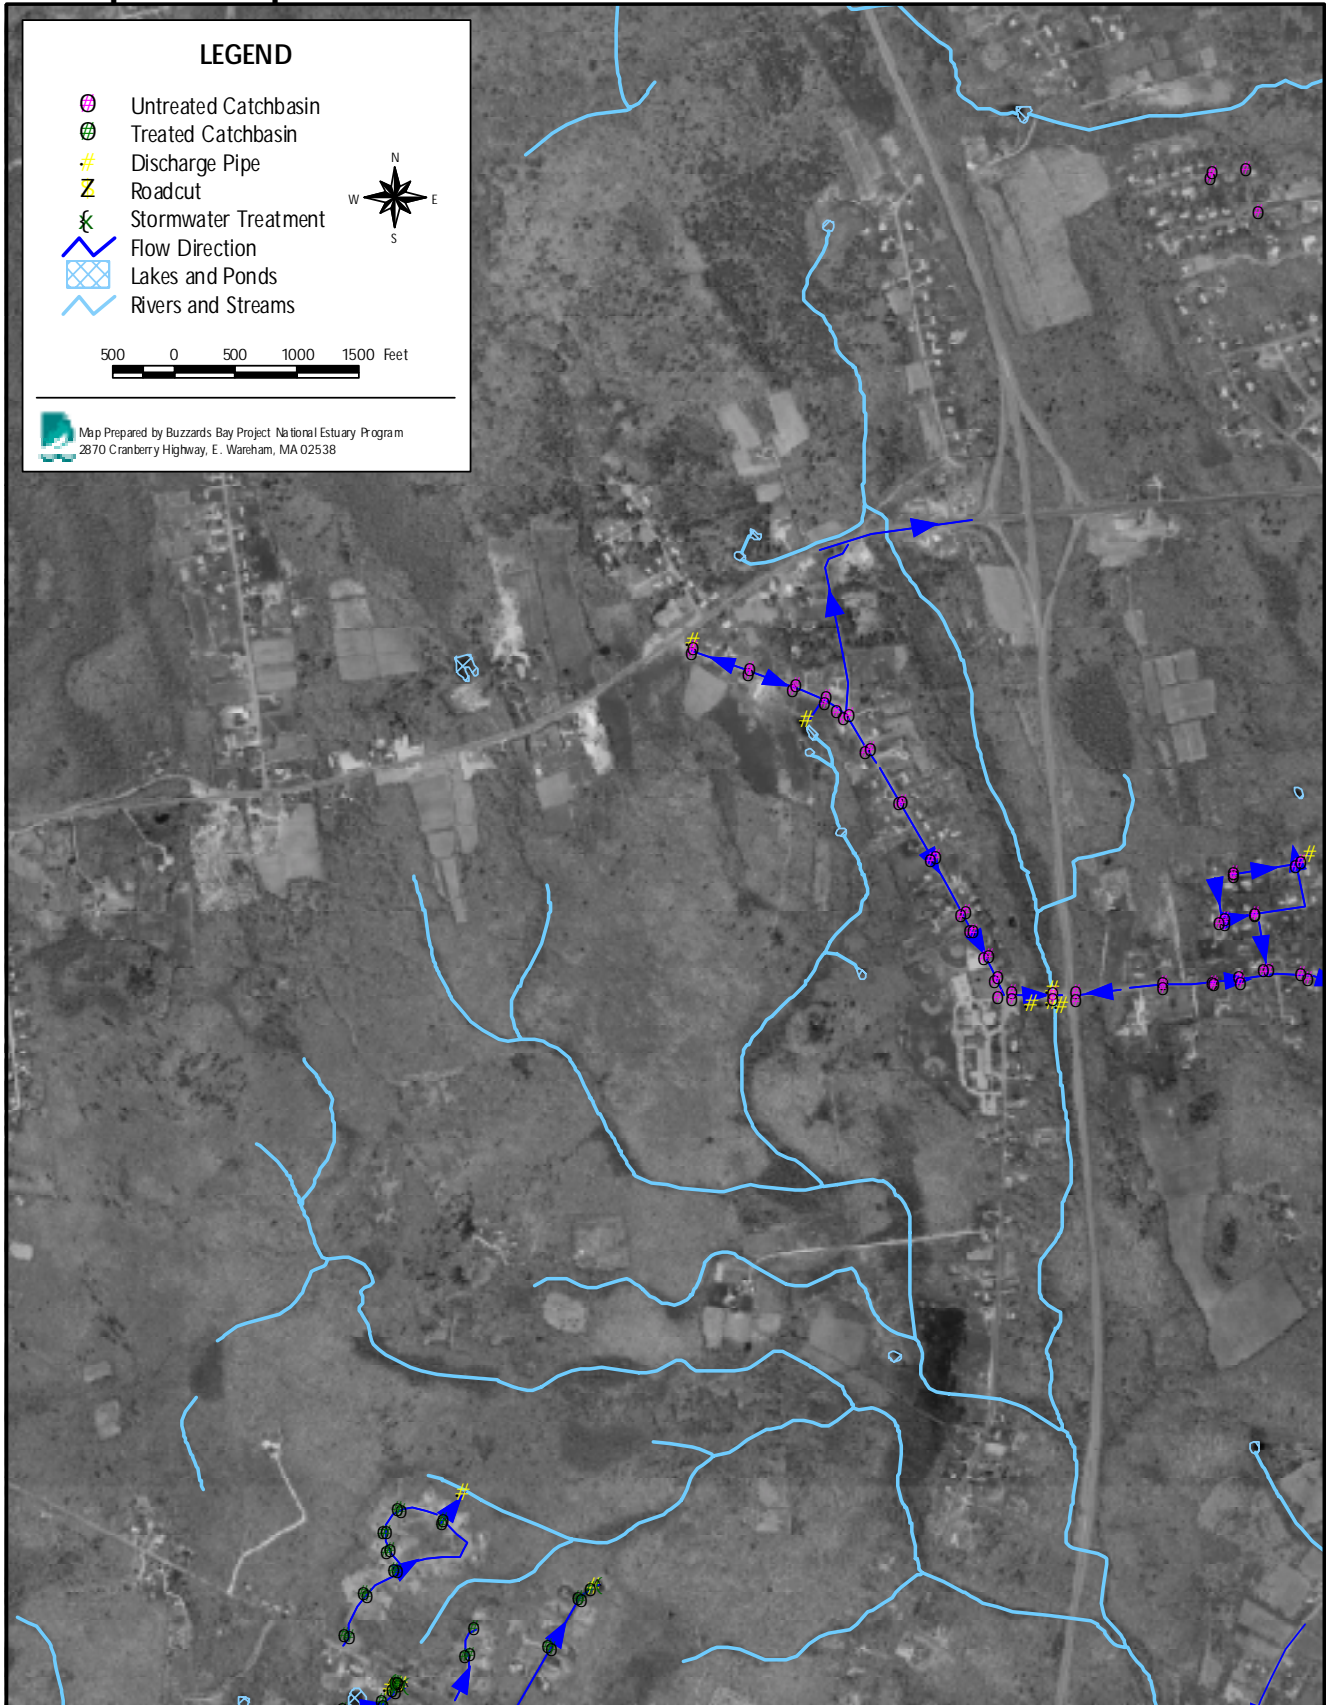 LEGEND
Untreated Catchbasin
Treated Catchbasin
Discharge Pipe
Roadcut
Stormwater Treatment
Flow Direction
Lakes and Ponds
Rivers and Streams
N
W E
S
500 0 500 1000 1500 Feet
Map Prepared by Buzzards Bay Project National Estuary Program
2870 Cranberry Highway, E. Wareham, MA 02538